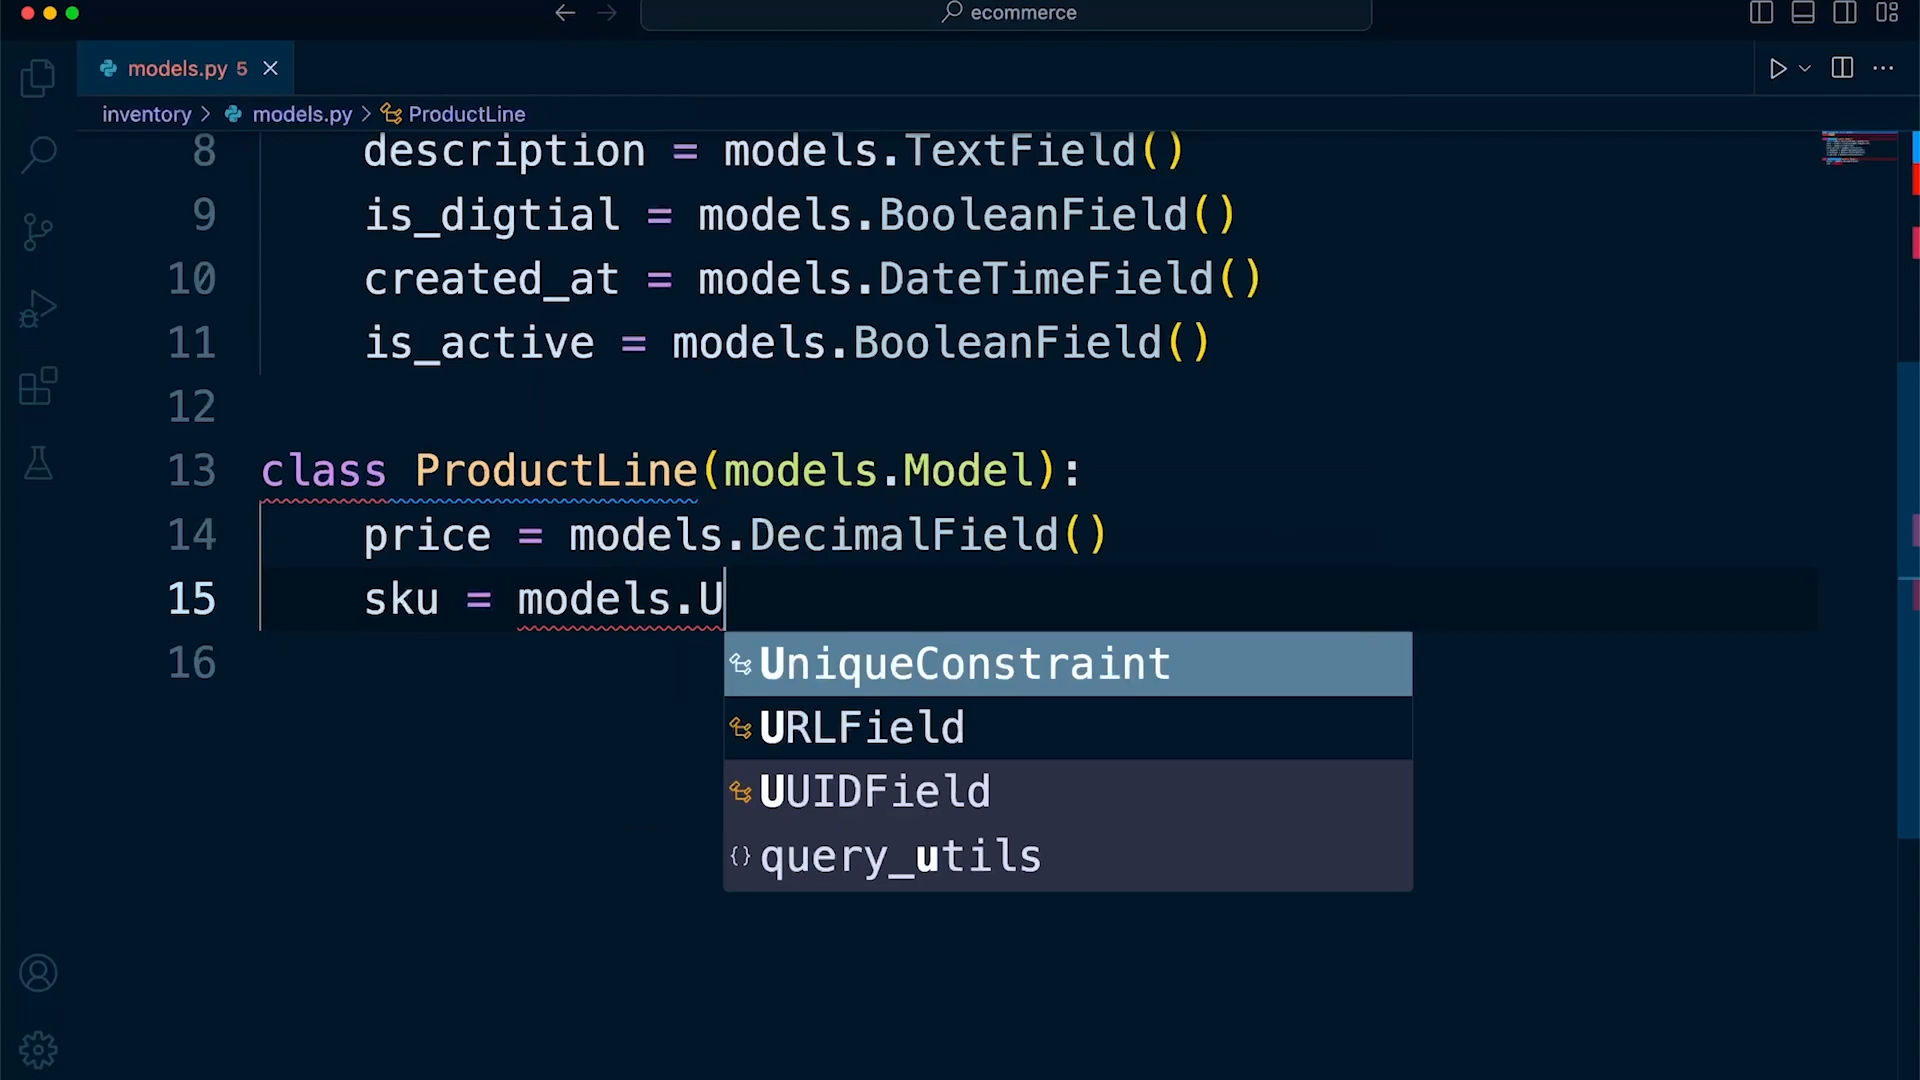 ecommerce
models.py 5
inventory > models.py > ProductLine
8 description = models.TextField()
9 is_digtial = models.BooleanField()
10 created_at = models.DateTimeField()
11 is_active = models.BooleanField()
12
13 class ProductLine(models.Model):
14 price = models.DecimalField()
15 sku = models.U
UniqueConstraint
16
URLField
UUIDField
{} query_utils